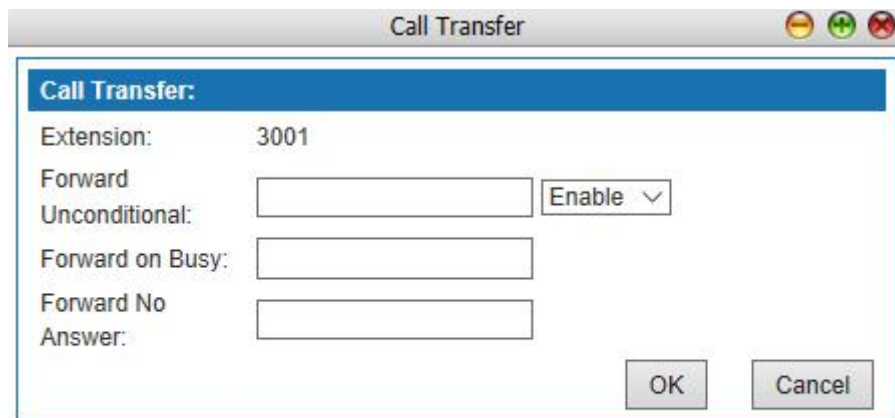 Call Transfer
Call Transfer:
Extension: 3001
Forward
Unconditional: Enable
Forward on Busy:
Forward No
Answer:
OK Cancel